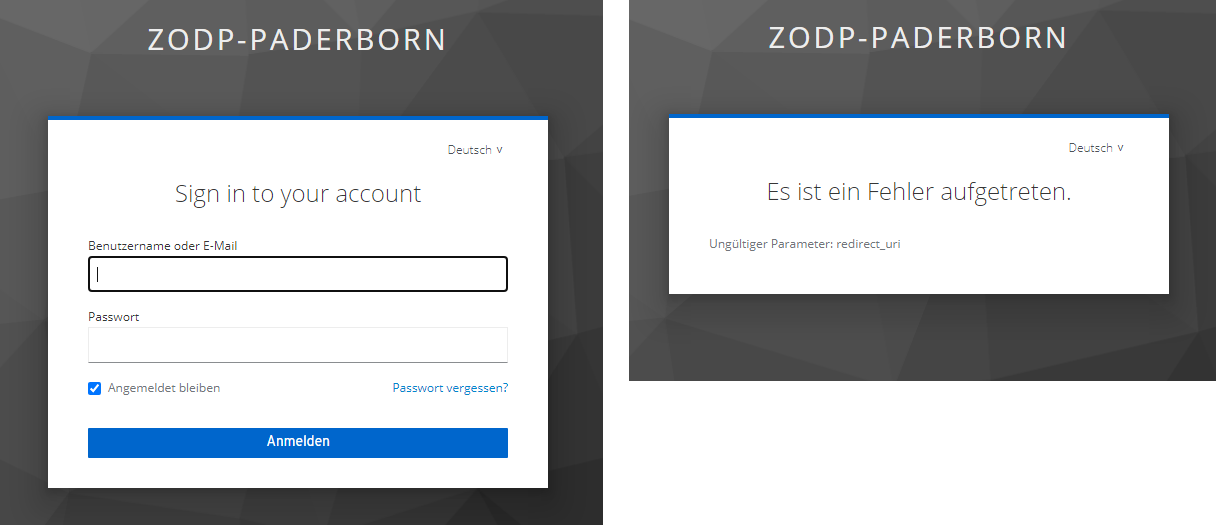 ZODP-PADERBORN
Deutsch v
Sign in to your account
Benutzername oder E-Mail
Passwort
Angemeldet bleiben
Passwort vergessen?
Anmelden
ZODP-PADERBORN
Deutsch v
Es ist ein Fehler aufgetreten.
Ungültiger Parameter: redirect_uri